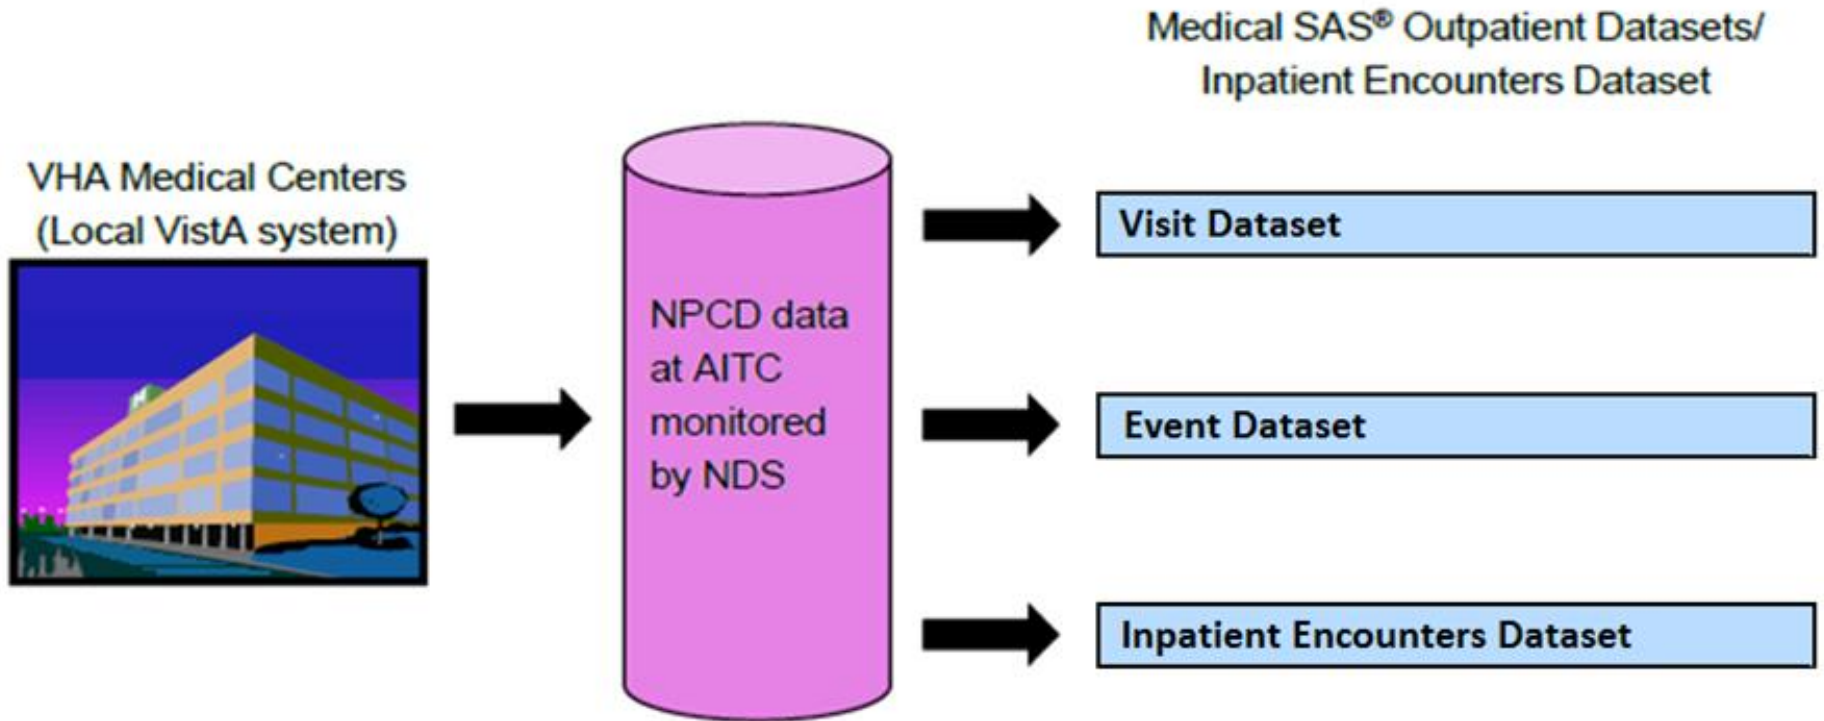 Medical SAS® Outpatient Datasets/
Inpatient Encounters Dataset
VHA Medical Centers
(Local VistA system)
NPCD data
at AITC
monitored
by NDS
Visit Dataset
Event Dataset
Inpatient Encounters Dataset